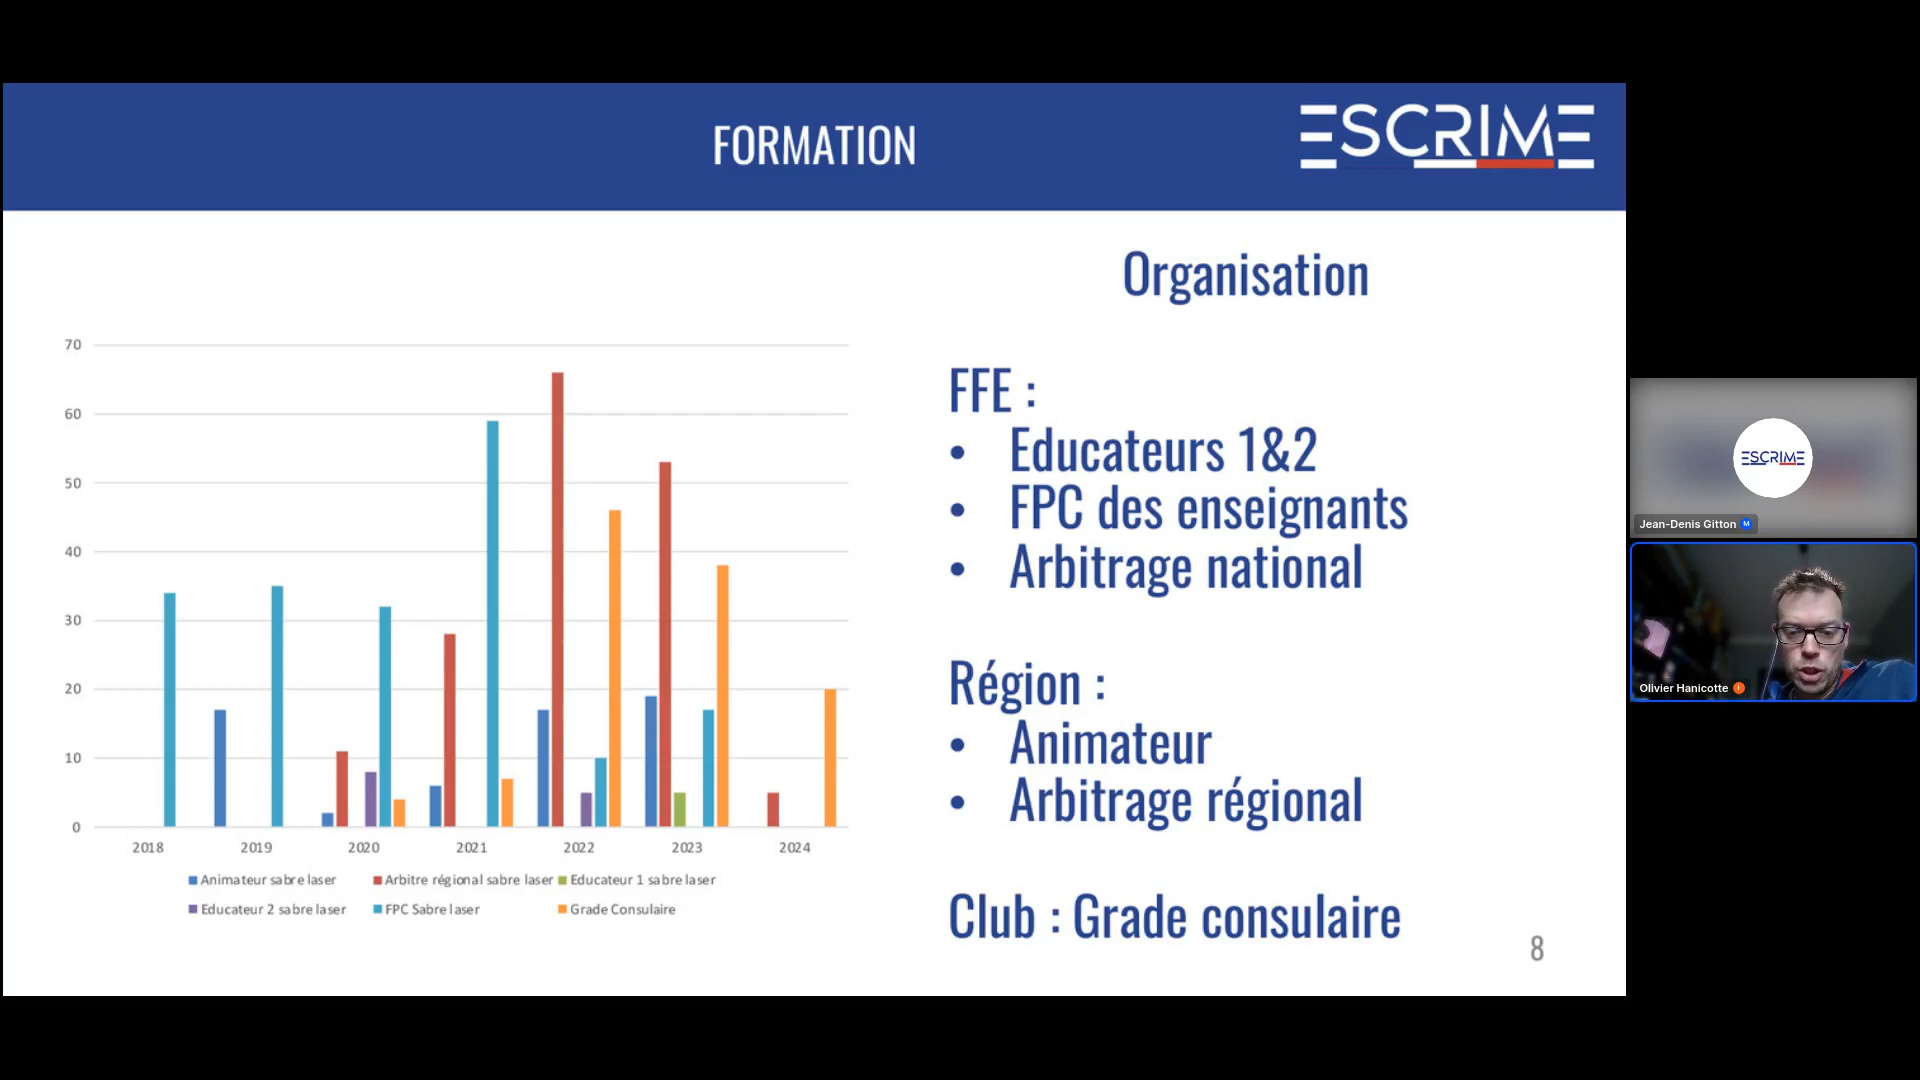 FORMATION
ESCRIME
Organisation
70
60
50
40
30
20
10
0
2018 2019 2020 2021 2022 2023 2024
Animateur sabre laser Arbitre régional sabre laser Educateur 1 sabre laser
Educateur 2 sabre laser FPC Sabre laser Grade Consulaire
FFE :
• Educateurs 1&2
• FPC des enseignants
• Arbitrage national
Région :
• Animateur
• Arbitrage régional
Club : Grade consulaire
8
ESCRIME
Jean-Denis Gitton M
Olivier Hanicotte I